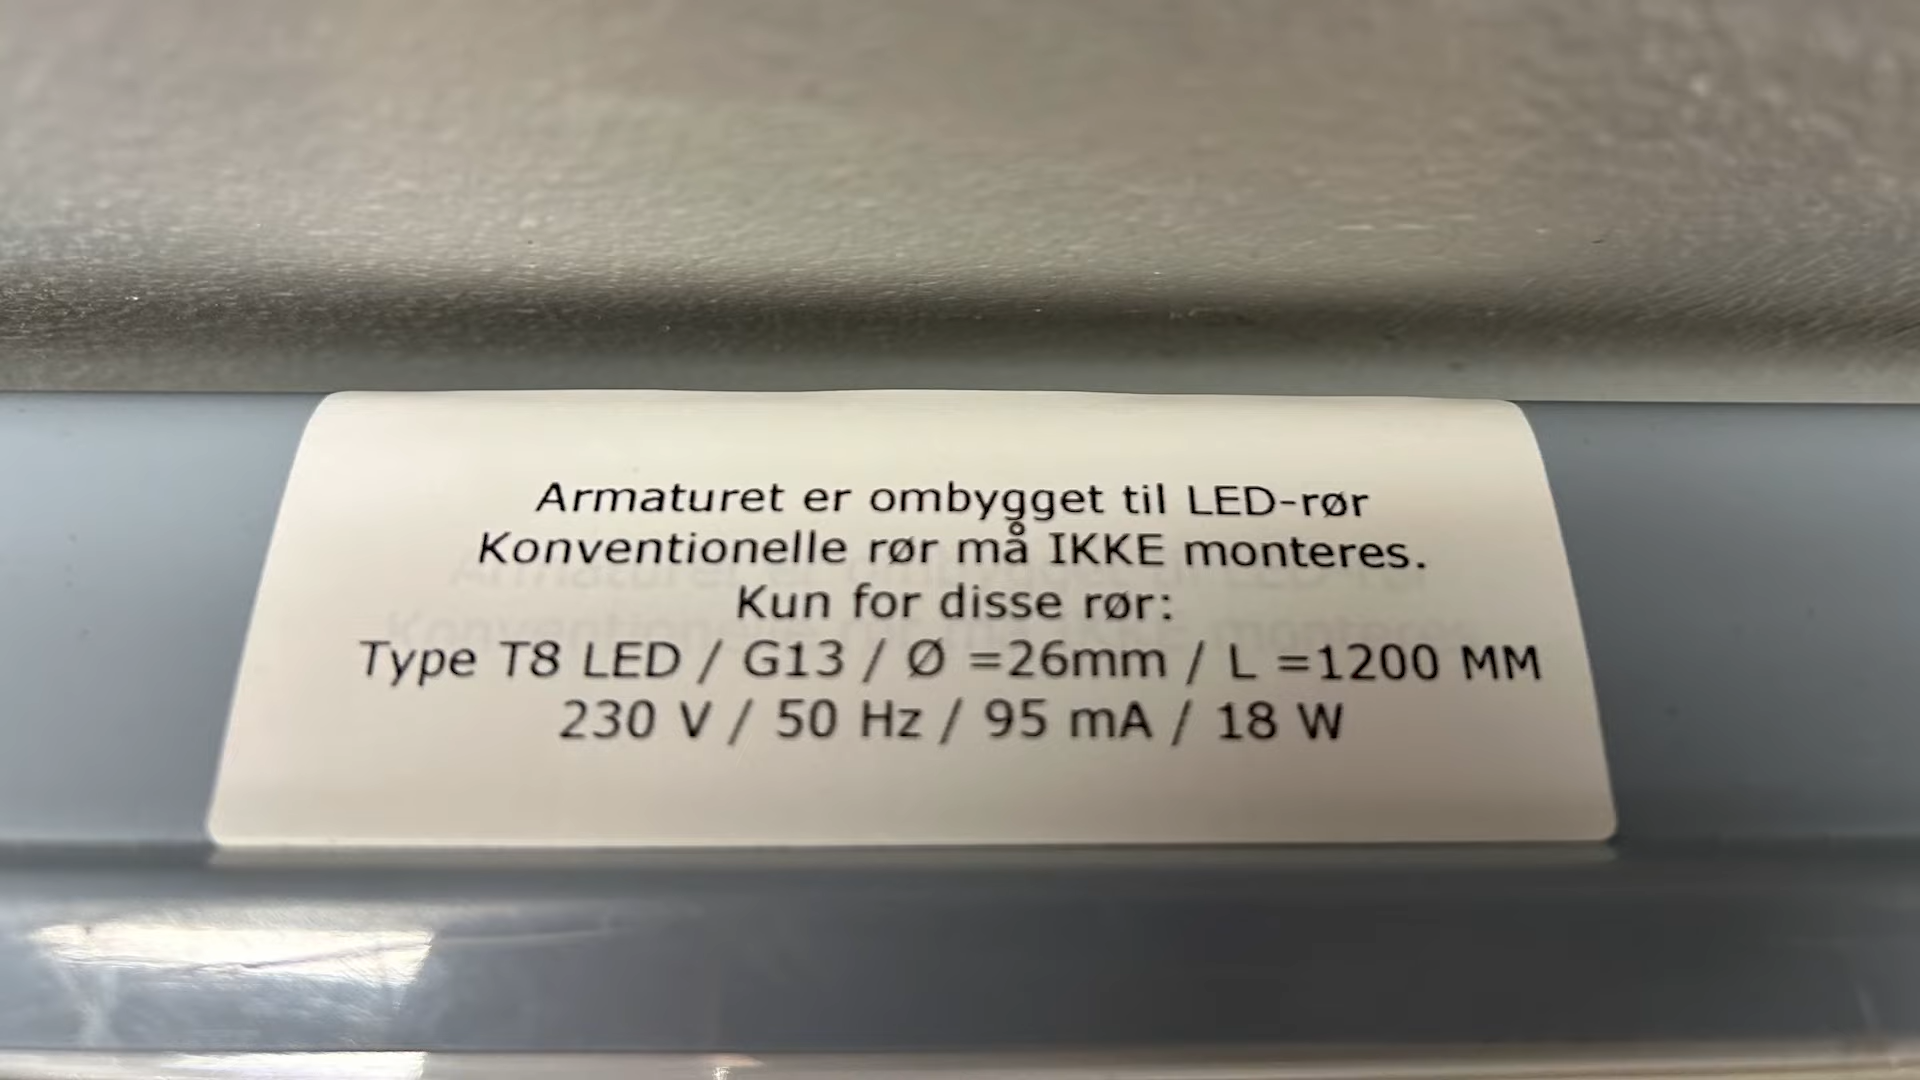 Armaturet er ombygget til LED-rør
Konventionelle rør må IKKE monteres.
Kun for disse rør:
Type T8 LED / G13 / Ø =26mm / L =1200 MM
230 V / 50 Hz / 95 mA / 18 W